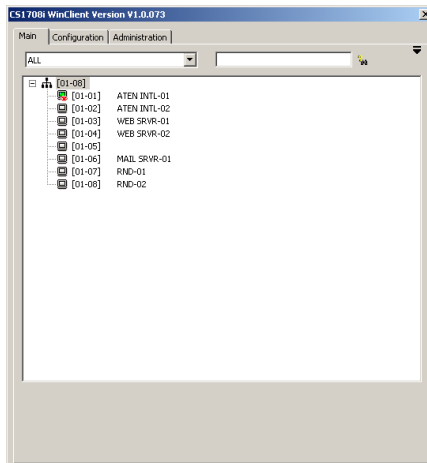 CS1708i WinClient Version V1.0.073
Main Configuration Administration
ALL
[01-08]
[01-01] ATEN INTL-01
[01-02] ATEN INTL-02
[01-03] WEB SRVR-01
[01-04] WEB SRVR-02
[01-05]
[01-06] MAIL SRVR-01
[01-07] RND-01
[01-08] RND-02